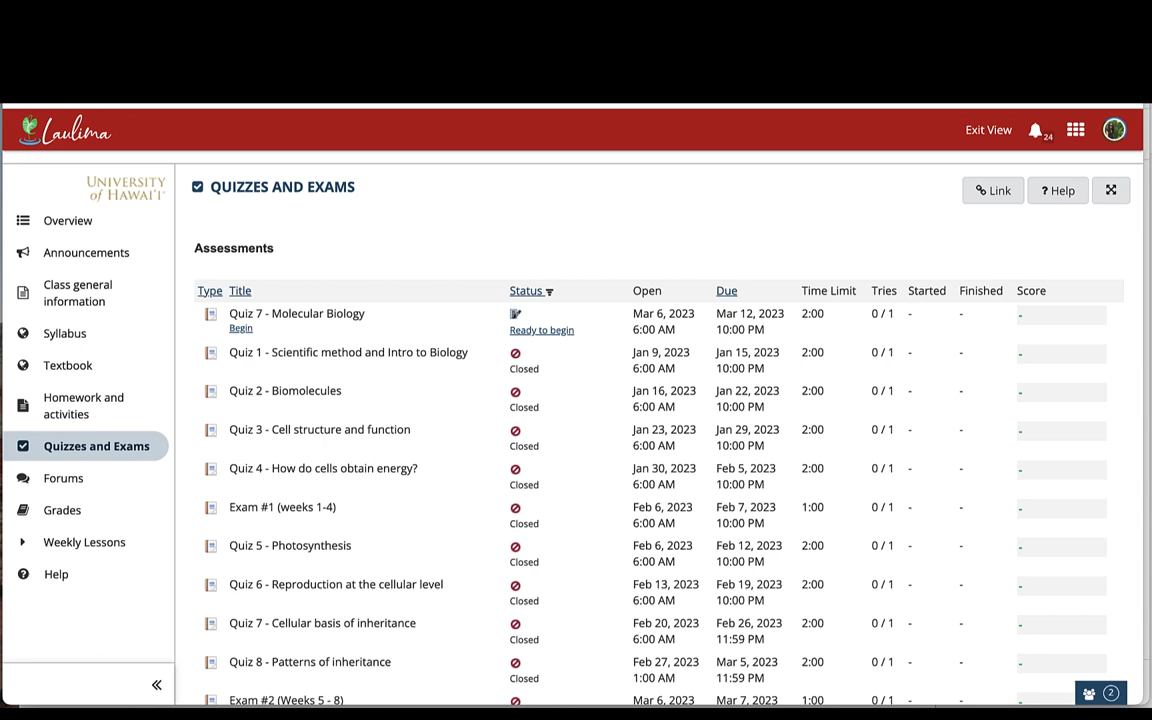 Laulima
Exit View
24
UNIVERSITY
of HAWAI'I
Overview
Announcements
Class general
information
Syllabus
Textbook
Homework and
activities
Quizzes and Exams
Forums
Grades
Weekly Lessons
Help
QUIZZES AND EXAMS
Link
? Help
Assessments
Type Title Status Open Due Time Limit Tries Started Finished Score
Quiz 7 - Molecular Biology Mar 6, 2023 Mar 12, 2023 2:00 0 / 1 - - -
Begin Ready to begin 6:00 AM 10:00 PM
Quiz 1 - Scientific method and Intro to Biology Jan 9, 2023 Jan 15, 2023 2:00 0 / 1 - - -
Closed 6:00 AM 10:00 PM
Quiz 2 - Biomolecules Jan 16, 2023 Jan 22, 2023 2:00 0 / 1 - - -
Closed 6:00 AM 10:00 PM
Quiz 3 - Cell structure and function Jan 23, 2023 Jan 29, 2023 2:00 0 / 1 - - -
Closed 6:00 AM 10:00 PM
Quiz 4 - How do cells obtain energy? Jan 30, 2023 Feb 5, 2023 2:00 0 / 1 - - -
Closed 6:00 AM 10:00 PM
Exam #1 (weeks 1-4) Feb 6, 2023 Feb 7, 2023 1:00 0 / 1 - - -
Closed 6:00 AM 10:00 PM
Quiz 5 - Photosynthesis Feb 6, 2023 Feb 12, 2023 2:00 0 / 1 - - -
Closed 6:00 AM 10:00 PM
Quiz 6 - Reproduction at the cellular level Feb 13, 2023 Feb 19, 2023 2:00 0 / 1 - - -
Closed 6:00 AM 10:00 PM
Quiz 7 - Cellular basis of inheritance Feb 20, 2023 Feb 26, 2023 2:00 0 / 1 - - -
Closed 6:00 AM 11:59 PM
Quiz 8 - Patterns of inheritance Feb 27, 2023 Mar 5, 2023 2:00 0 / 1 - - -
Closed 1:00 AM 11:59 PM
Exam #2 (Weeks 5 - 8) Mar 6, 2023 Mar 7, 2023 1:00 0 / 1 - - -
2